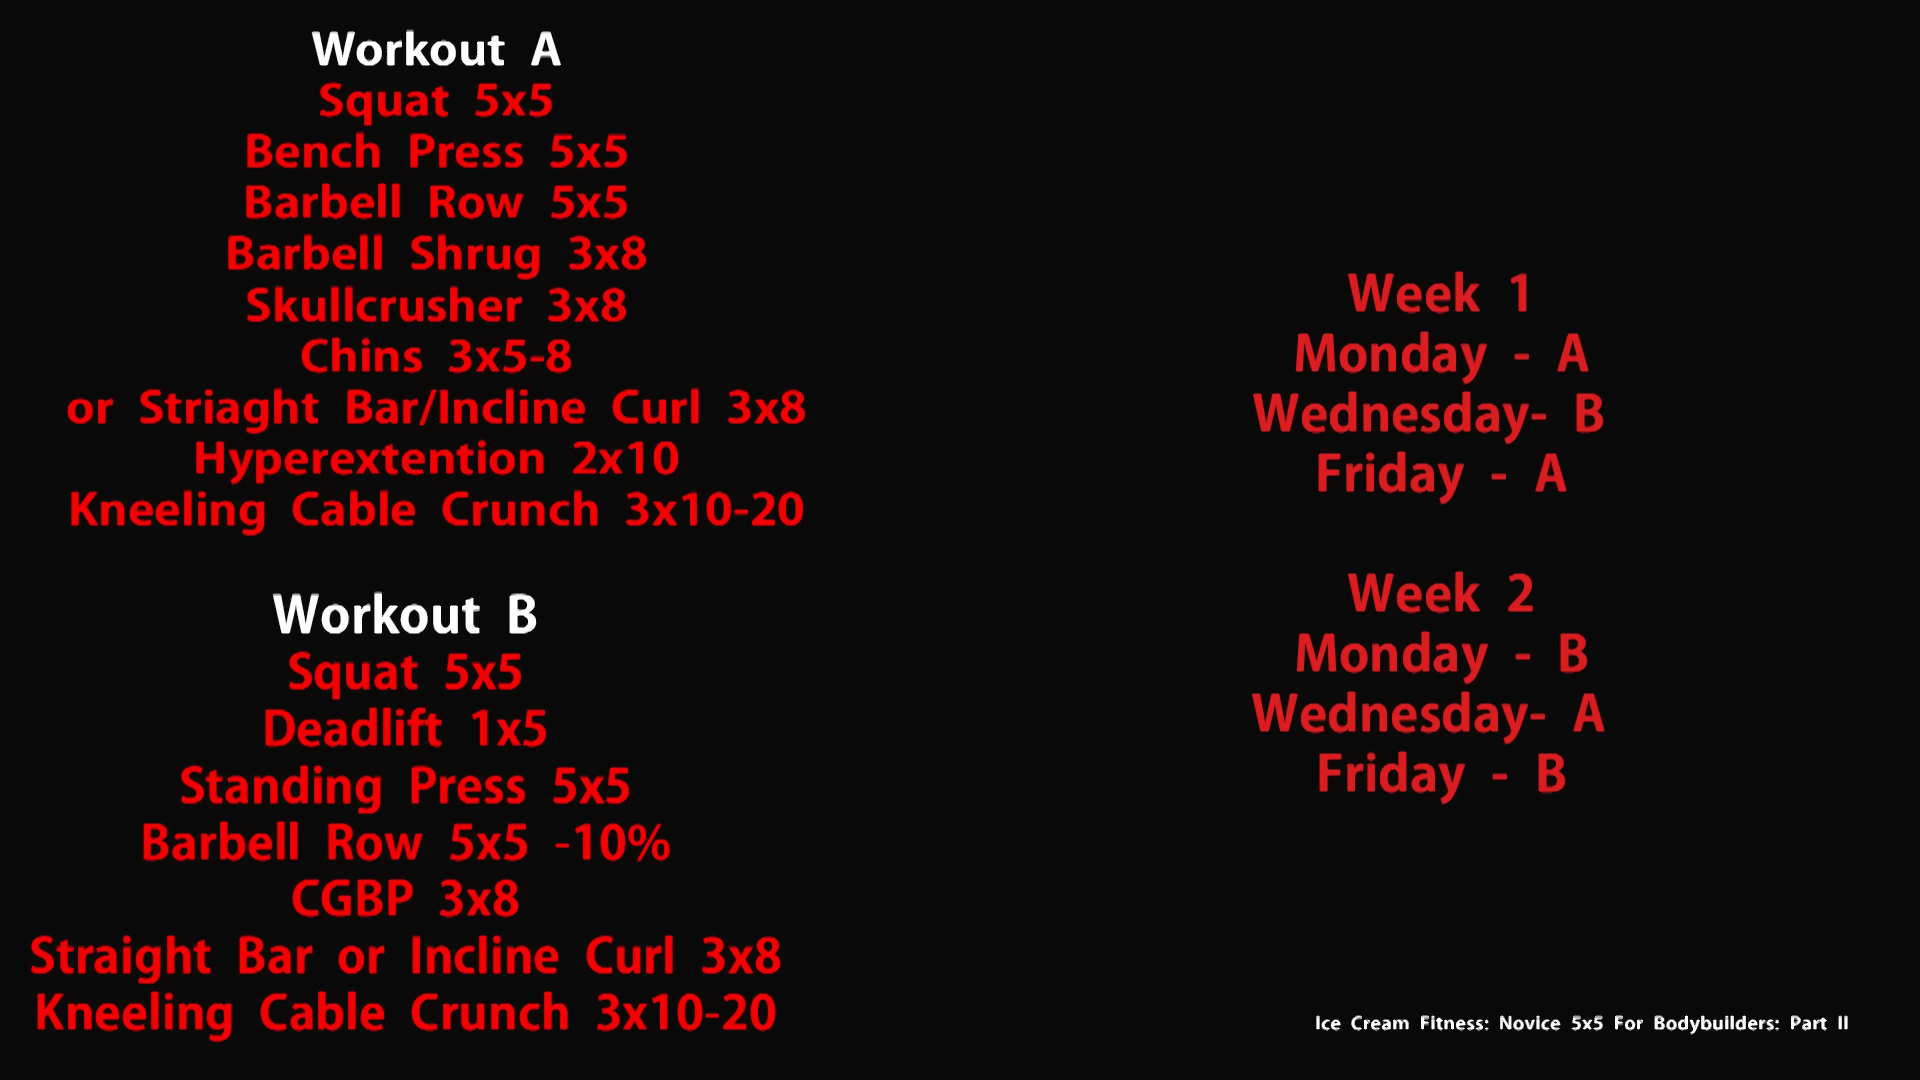 Workout A
Squat 5x5
Bench Press 5x5
Barbell Row 5x5
Barbell Shrug 3x8
Skullcrusher 3x8
Chins 3x5-8
or Striaght Bar/Incline Curl 3x8
Hyperextention 2x10
Kneeling Cable Crunch 3x10-20
Workout B
Squat 5x5
Deadlift 1x5
Standing Press 5x5
Barbell Row 5x5 -10%
CGBP 3x8
Straight Bar or Incline Curl 3x8
Kneeling Cable Crunch 3x10-20
Week 1
Monday - A
Wednesday- B
Friday - A
Week 2
Monday - B
Wednesday- A
Friday - B
Ice Cream Fitness: Novice 5x5 For Bodybuilders: Part II